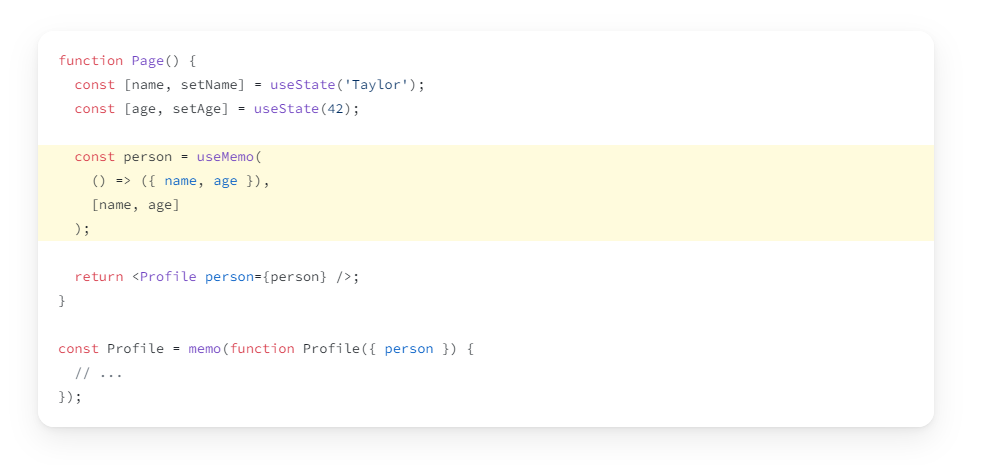 function Page() {
  const [name, setName] = useState('Taylor');
  const [age, setAge] = useState(42);

  const person = useMemo(
    () => ({ name, age }),
    [name, age]
  );

  return <Profile person={person} />;
}

const Profile = memo(function Profile({ person }) {
  // ...
});